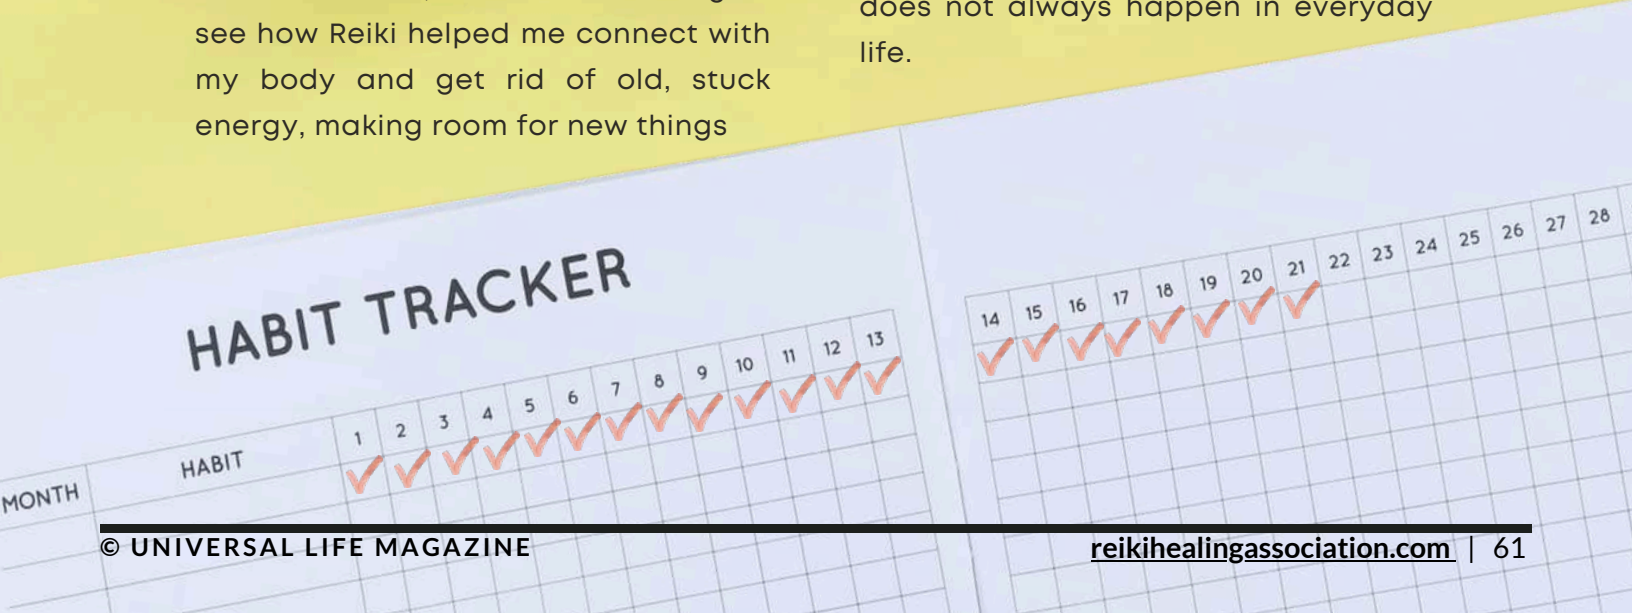 see how Reiki helped me connect with
my body and get rid of old, stuck
energy, making room for new things
does not always happen in everyday
life.
HABIT TRACKER
MONTH HABIT 1 2 3 4 5 6 7 8 9 10 11 12 13 14 15 16 17 18 19 20 21 22 23 24 25 26 27 28
© UNIVERSAL LIFE MAGAZINE
reikihealingassociation.com | 61